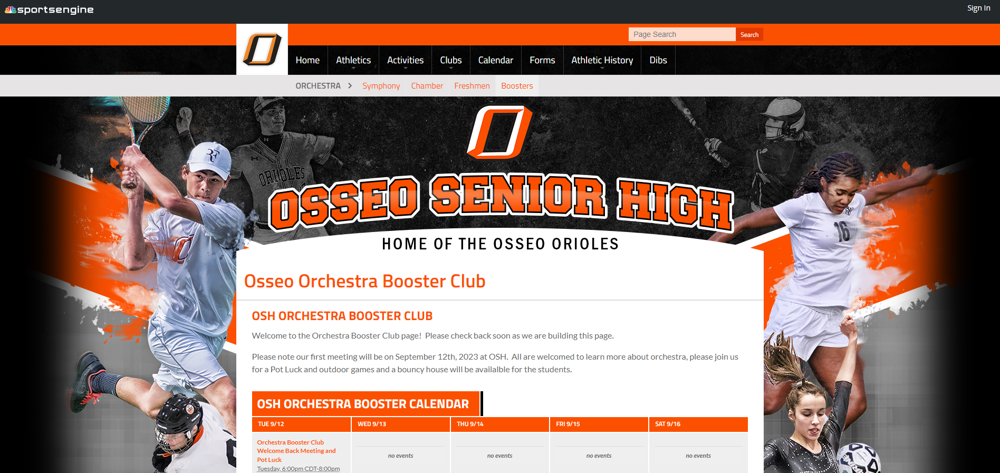 sportsengine
Sign In
Page Search
Search
Home
Athletics
Activities
Clubs
Calendar
Forms
Athletic History
Dibs
ORCHESTRA
Symphony
Chamber
Freshmen
Boosters
RF
ORIOLES
OSSEO SENIOR HIGH
16
HOME OF THE OSSEO ORIOLES
Osseo Orchestra Booster Club
OSH ORCHESTRA BOOSTER CLUB
Welcome to the Orchestra Booster Club page!  Please check back soon as we are building this page.
Please note our first meeting will be on September 12th, 2023 at OSH.  All are welcomed to learn more about orchestra, please join us
for a Pot Luck and outdoor games and a bouncy house will be availalble for the students.
OSH ORCHESTRA BOOSTER CALENDAR
TUE 9/12
WED 9/13
THU 9/14
FRI 9/15
SAT 9/16
Orchestra Booster Club
Welcome Back Meeting and
Pot Luck
Tuesday, 6:00pm CDT-8:00pm
no events
no events
no events
no events